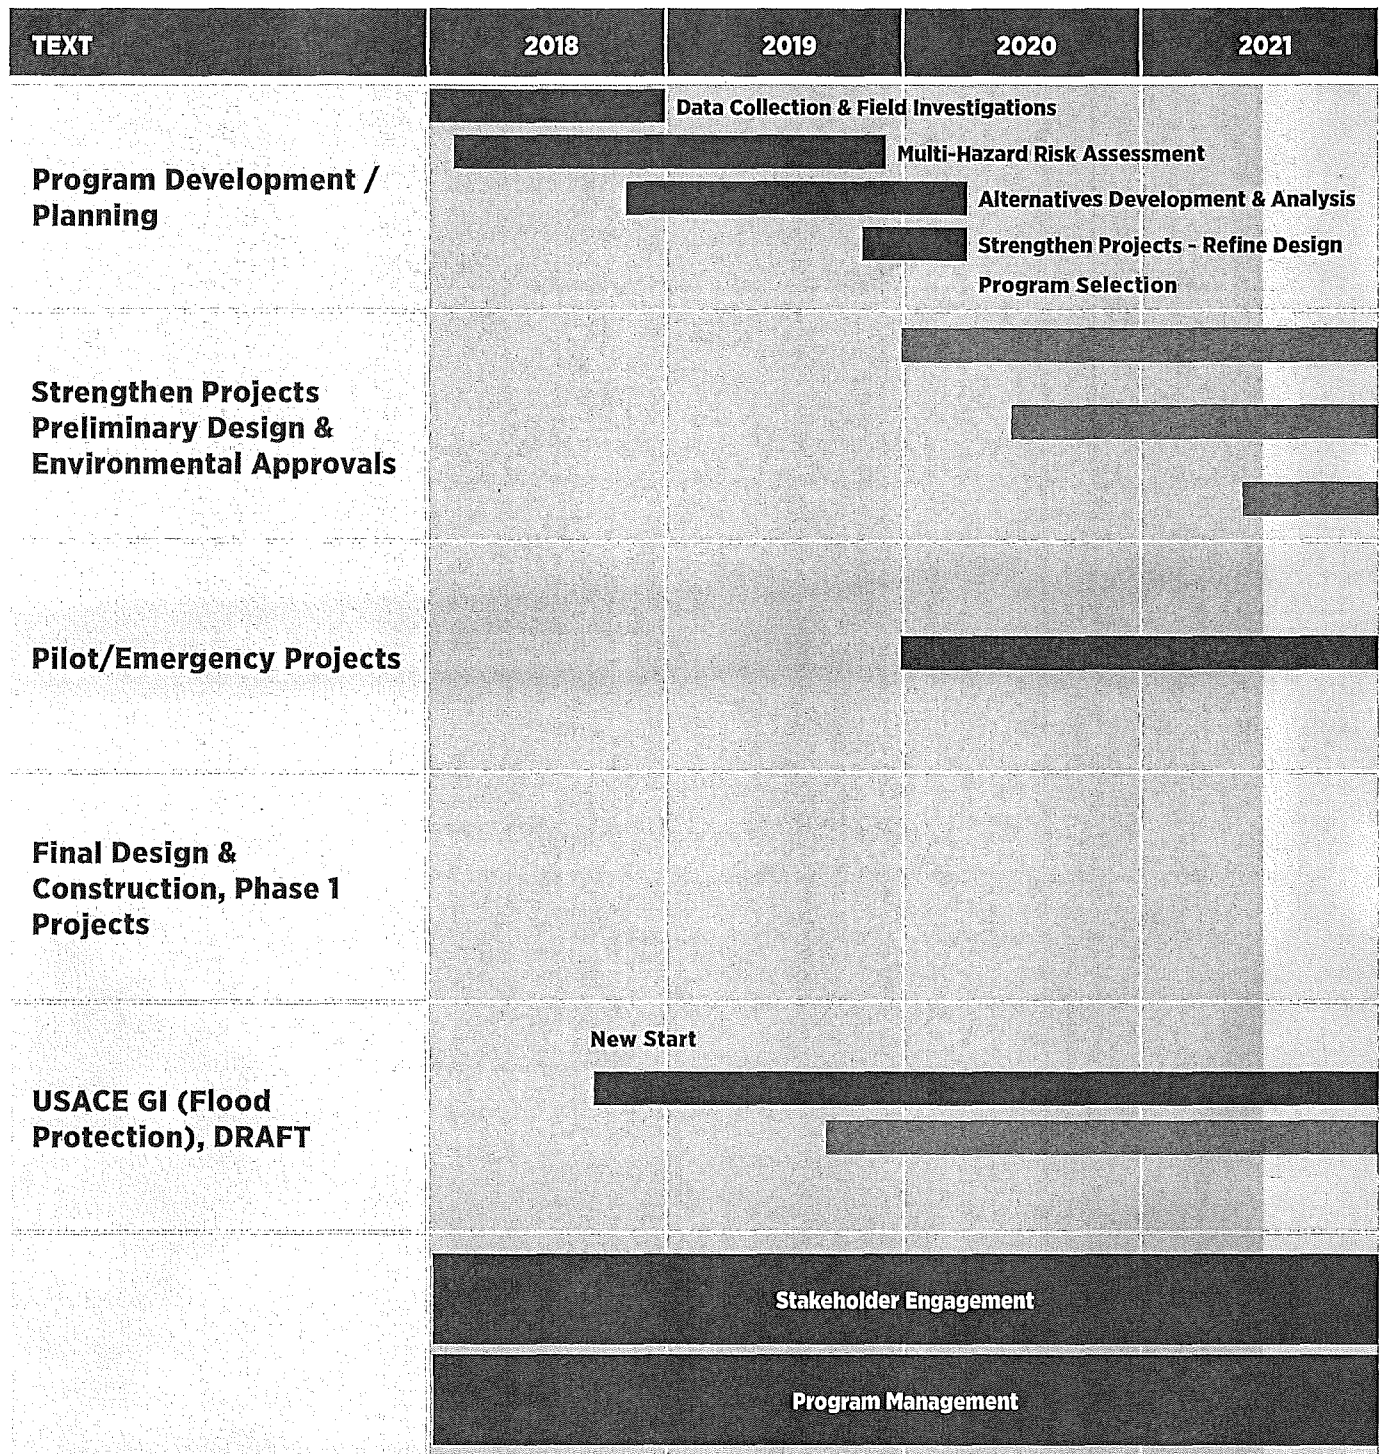 TEXT 2018 2019 2020 2021
Data Collection & Field Investigations
Multi-Hazard Risk Assessment
Program Development /
Planning
Alternatives Development & Analysis
Strengthen Projects - Refine Design
Program Selection
Strengthen Projects
Preliminary Design &
Environmental Approvals
Pilot/Emergency Projects
Final Design &
Construction, Phase 1
Projects
New Start
USACE GI (Flood
Protection), DRAFT
Stakeholder Engagement
Program Management